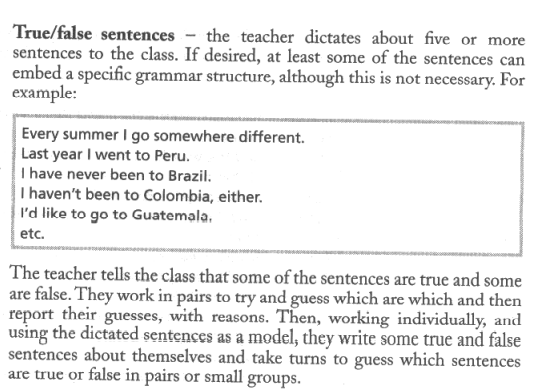 True/false sentences – the teacher dictates about five or more
sentences to the class. If desired, at least some of the sentences can
embed a specific grammar structure, although this is not necessary. For
example:
Every summer I go somewhere different.
Last year I went to Peru.
I have never been to Brazil.
I haven't been to Colombia, either.
I'd like to go to Guatemala.
etc.
The teacher tells the class that some of the sentences are true and some
are false. They work in pairs to try and guess which are which and then
report their guesses, with reasons. Then, working individually, and
using the dictated sentences as a model, they write some true and false
sentences about themselves and take turns to guess which sentences
are true or false in pairs or small groups.